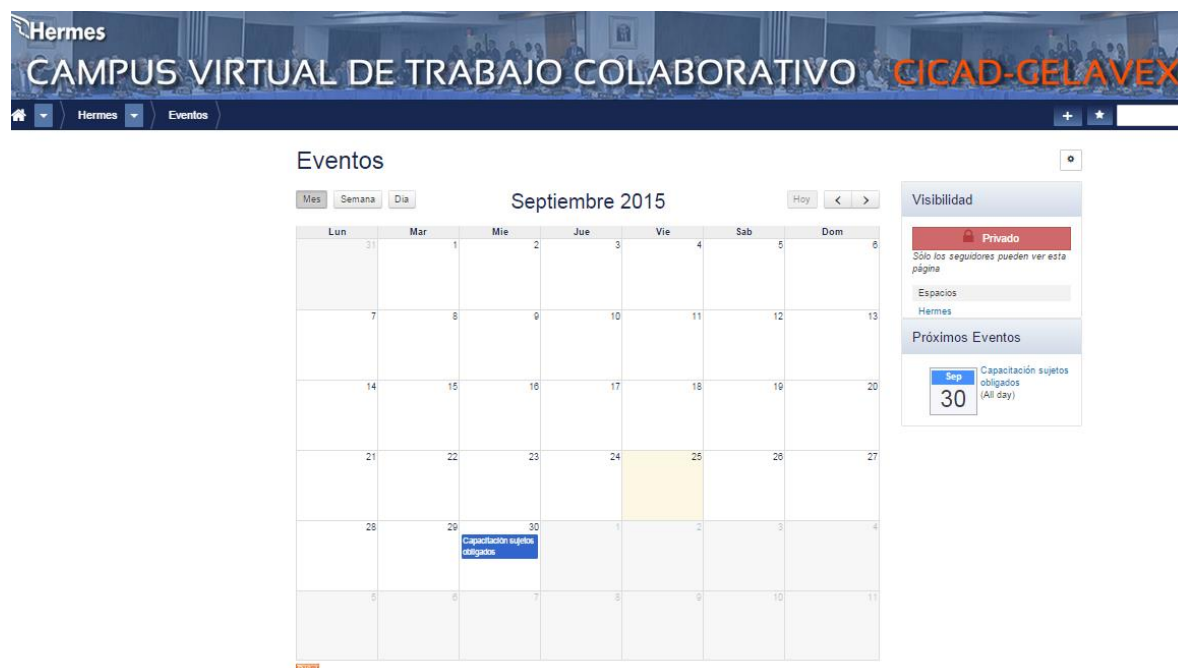 Hermes
CAMPUS VIRTUAL DE TRABAJO COLABORATIVO CICAD-GELAVEX
Hermes Eventos
Eventos
Mes Semana Dia Septiembre 2015 Hoy
Lun Mar Mie Jue Vie Sab Dom
31 1 2 3 4 5 6
7 8 9 10 11 12 13
14 15 16 17 18 19 20
21 22 23 24 25 26 27
28 29 30 1 2 3 4
Capacitación sujetos
obligados
5 6 7 8 9 10 11
Visibilidad
Privado
Sólo los seguidores pueden ver esta
página
Espacios
Hermes
Próximos Eventos
Sep
30
Capacitación sujetos
obligados
(All day)